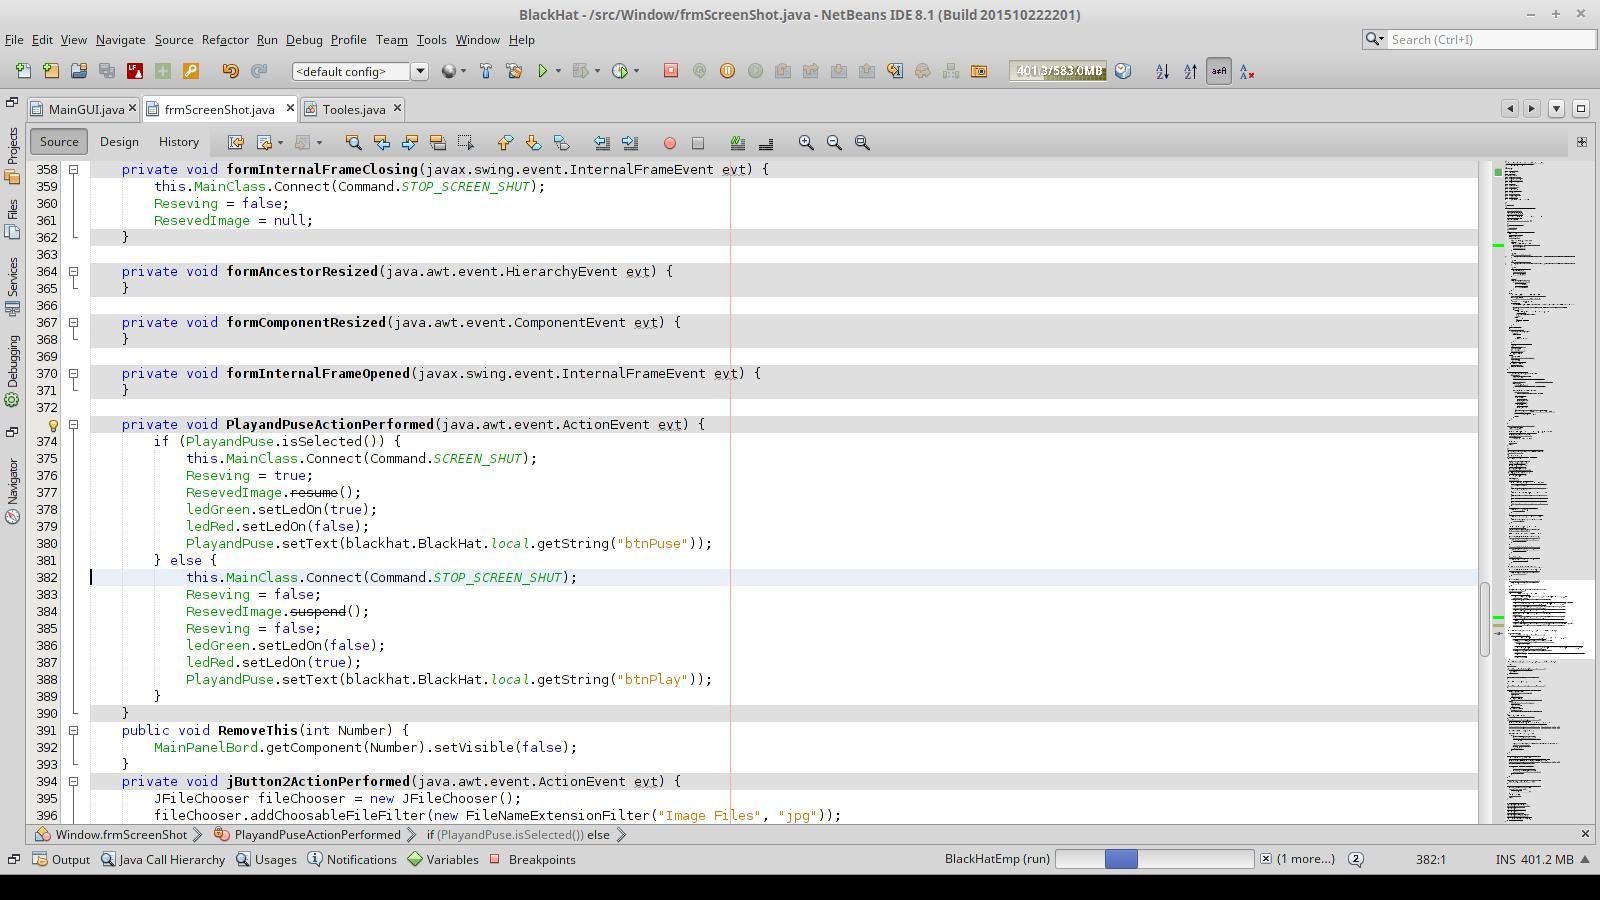 BlackHat - /src/Window/frmScreenShot.java - NetBeans IDE 8.1 (Build 201510222201)
File Edit View Navigate Source Refactor Run Debug Profile Team Tools Window Help
Search (Ctrl+I)
<default config>
401.3/583.0MB
MainGUI.java
frmScreenShot.java
Tooles.java
Source Design History
Projects
Files
Services
Debugging
Navigator
358 private void formInternalFrameClosing(javax.swing.event.InternalFrameEvent evt) {
359 this.MainClass.Connect(Command.STOP_SCREEN_SHUT);
360 Reseving = false;
361 ResevedImage = null;
362 }
363
364 private void formAncestorResized(java.awt.event.HierarchyEvent evt) {
365 }
366
367 private void formComponentResized(java.awt.event.ComponentEvent evt) {
368 }
369
370 private void formInternalFrameOpened(javax.swing.event.InternalFrameEvent evt) {
371 }
372
private void PlayandPuseActionPerformed(java.awt.event.ActionEvent evt) {
374 if (PlayandPuse.isSelected()) {
375 this.MainClass.Connect(Command.SCREEN_SHUT);
376 Reseving = true;
377 ResevedImage.resume();
378 ledGreen.setLedOn(true);
379 ledRed.setLedOn(false);
380 PlayandPuse.setText(blackhat.BlackHat.local.getString("btnPuse"));
381 } else {
382 this.MainClass.Connect(Command.STOP_SCREEN_SHUT);
383 Reseving = false;
384 ResevedImage.suspend();
385 Reseving = false;
386 ledGreen.setLedOn(false);
387 ledRed.setLedOn(true);
388 PlayandPuse.setText(blackhat.BlackHat.local.getString("btnPlay"));
389 }
390 }
391 public void RemoveThis(int Number) {
392 MainPanelBord.getComponent(Number).setVisible(false);
393 }
394 private void jButton2ActionPerformed(java.awt.event.ActionEvent evt) {
395 JFileChooser fileChooser = new JFileChooser();
396 fileChooser.addChoosableFileFilter(new FileNameExtensionFilter("Image Files", "jpg"));
Window.frmScreenShot PlayandPuseActionPerformed if (PlayandPuse.isSelected()) else
Output Java Call Hierarchy Usages Notifications Variables Breakpoints BlackHatEmp (run) (1 more...) 2 382:1 INS 401.2 MB